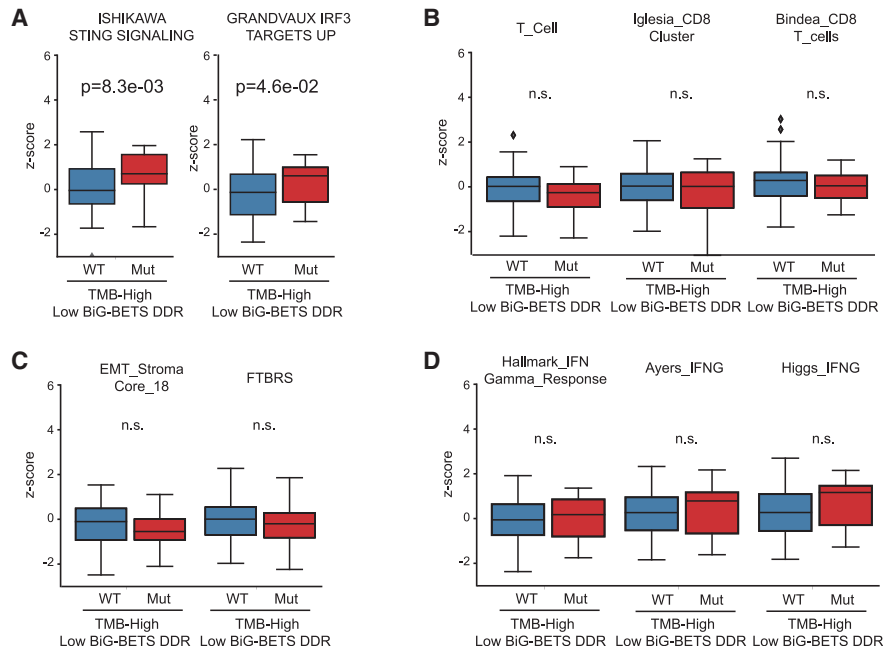 A
ISHIKAWA
STING SIGNALING
GRANDVAUX IRF3
TARGETS UP
p=8.3e-03
p=4.6e-02
z-score
6
4
2
0
-2
6
4
2
0
-2
WT
Mut
WT
Mut
TMB-High
Low BiG-BETS DDR
TMB-High
Low BiG-BETS DDR
B
T_Cell
Iglesia_CD8
Cluster
Bindea_CD8
T_cells
n.s.
n.s.
n.s.
z-score
6
4
2
0
-2
WT
Mut
WT
Mut
WT
Mut
TMB-High
Low BiG-BETS DDR
TMB-High
Low BiG-BETS DDR
TMB-High
Low BiG-BETS DDR
C
EMT_Stroma
Core_18
FTBRS
n.s.
n.s.
z-score
6
4
2
0
-2
WT
Mut
WT
Mut
TMB-High
Low BiG-BETS DDR
TMB-High
Low BiG-BETS DDR
D
Hallmark_IFN
Gamma_Response
Ayers_IFNG
Higgs_IFNG
n.s.
n.s.
n.s.
z-score
6
4
2
0
-2
WT
Mut
WT
Mut
WT
Mut
TMB-High
Low BiG-BETS DDR
TMB-High
Low BiG-BETS DDR
TMB-High
Low BiG-BETS DDR